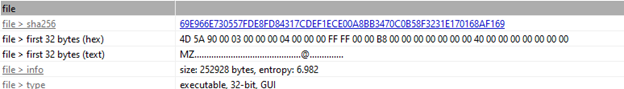 file
file > sha256 69E966E730557FDE8FD84317CDEF1ECE00A8BB3470C0B58F3231E170168AF169
file > first 32 bytes (hex) 4D 5A 90 00 03 00 00 00 04 00 00 00 FF FF 00 00 B8 00 00 00 00 00 00 00 40 00 00 00 00 00 00 00
file > first 32 bytes (text) MZ..............................................@..............
file > info size: 252928 bytes, entropy: 6.982
file > type executable, 32-bit, GUI